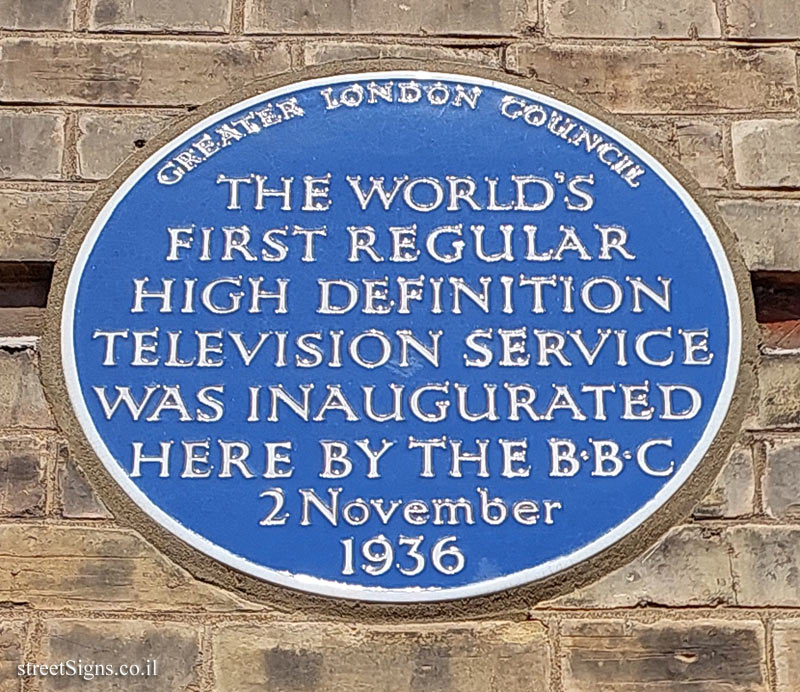 GREATER LONDON COUNCIL
THE WORLD'S
FIRST REGULAR
HIGH DEFINITION
TELEVISION SERVICE
WAS INAUGURATED
HERE BY THE B·B·C
2 November
1936
streetSigns.co.il